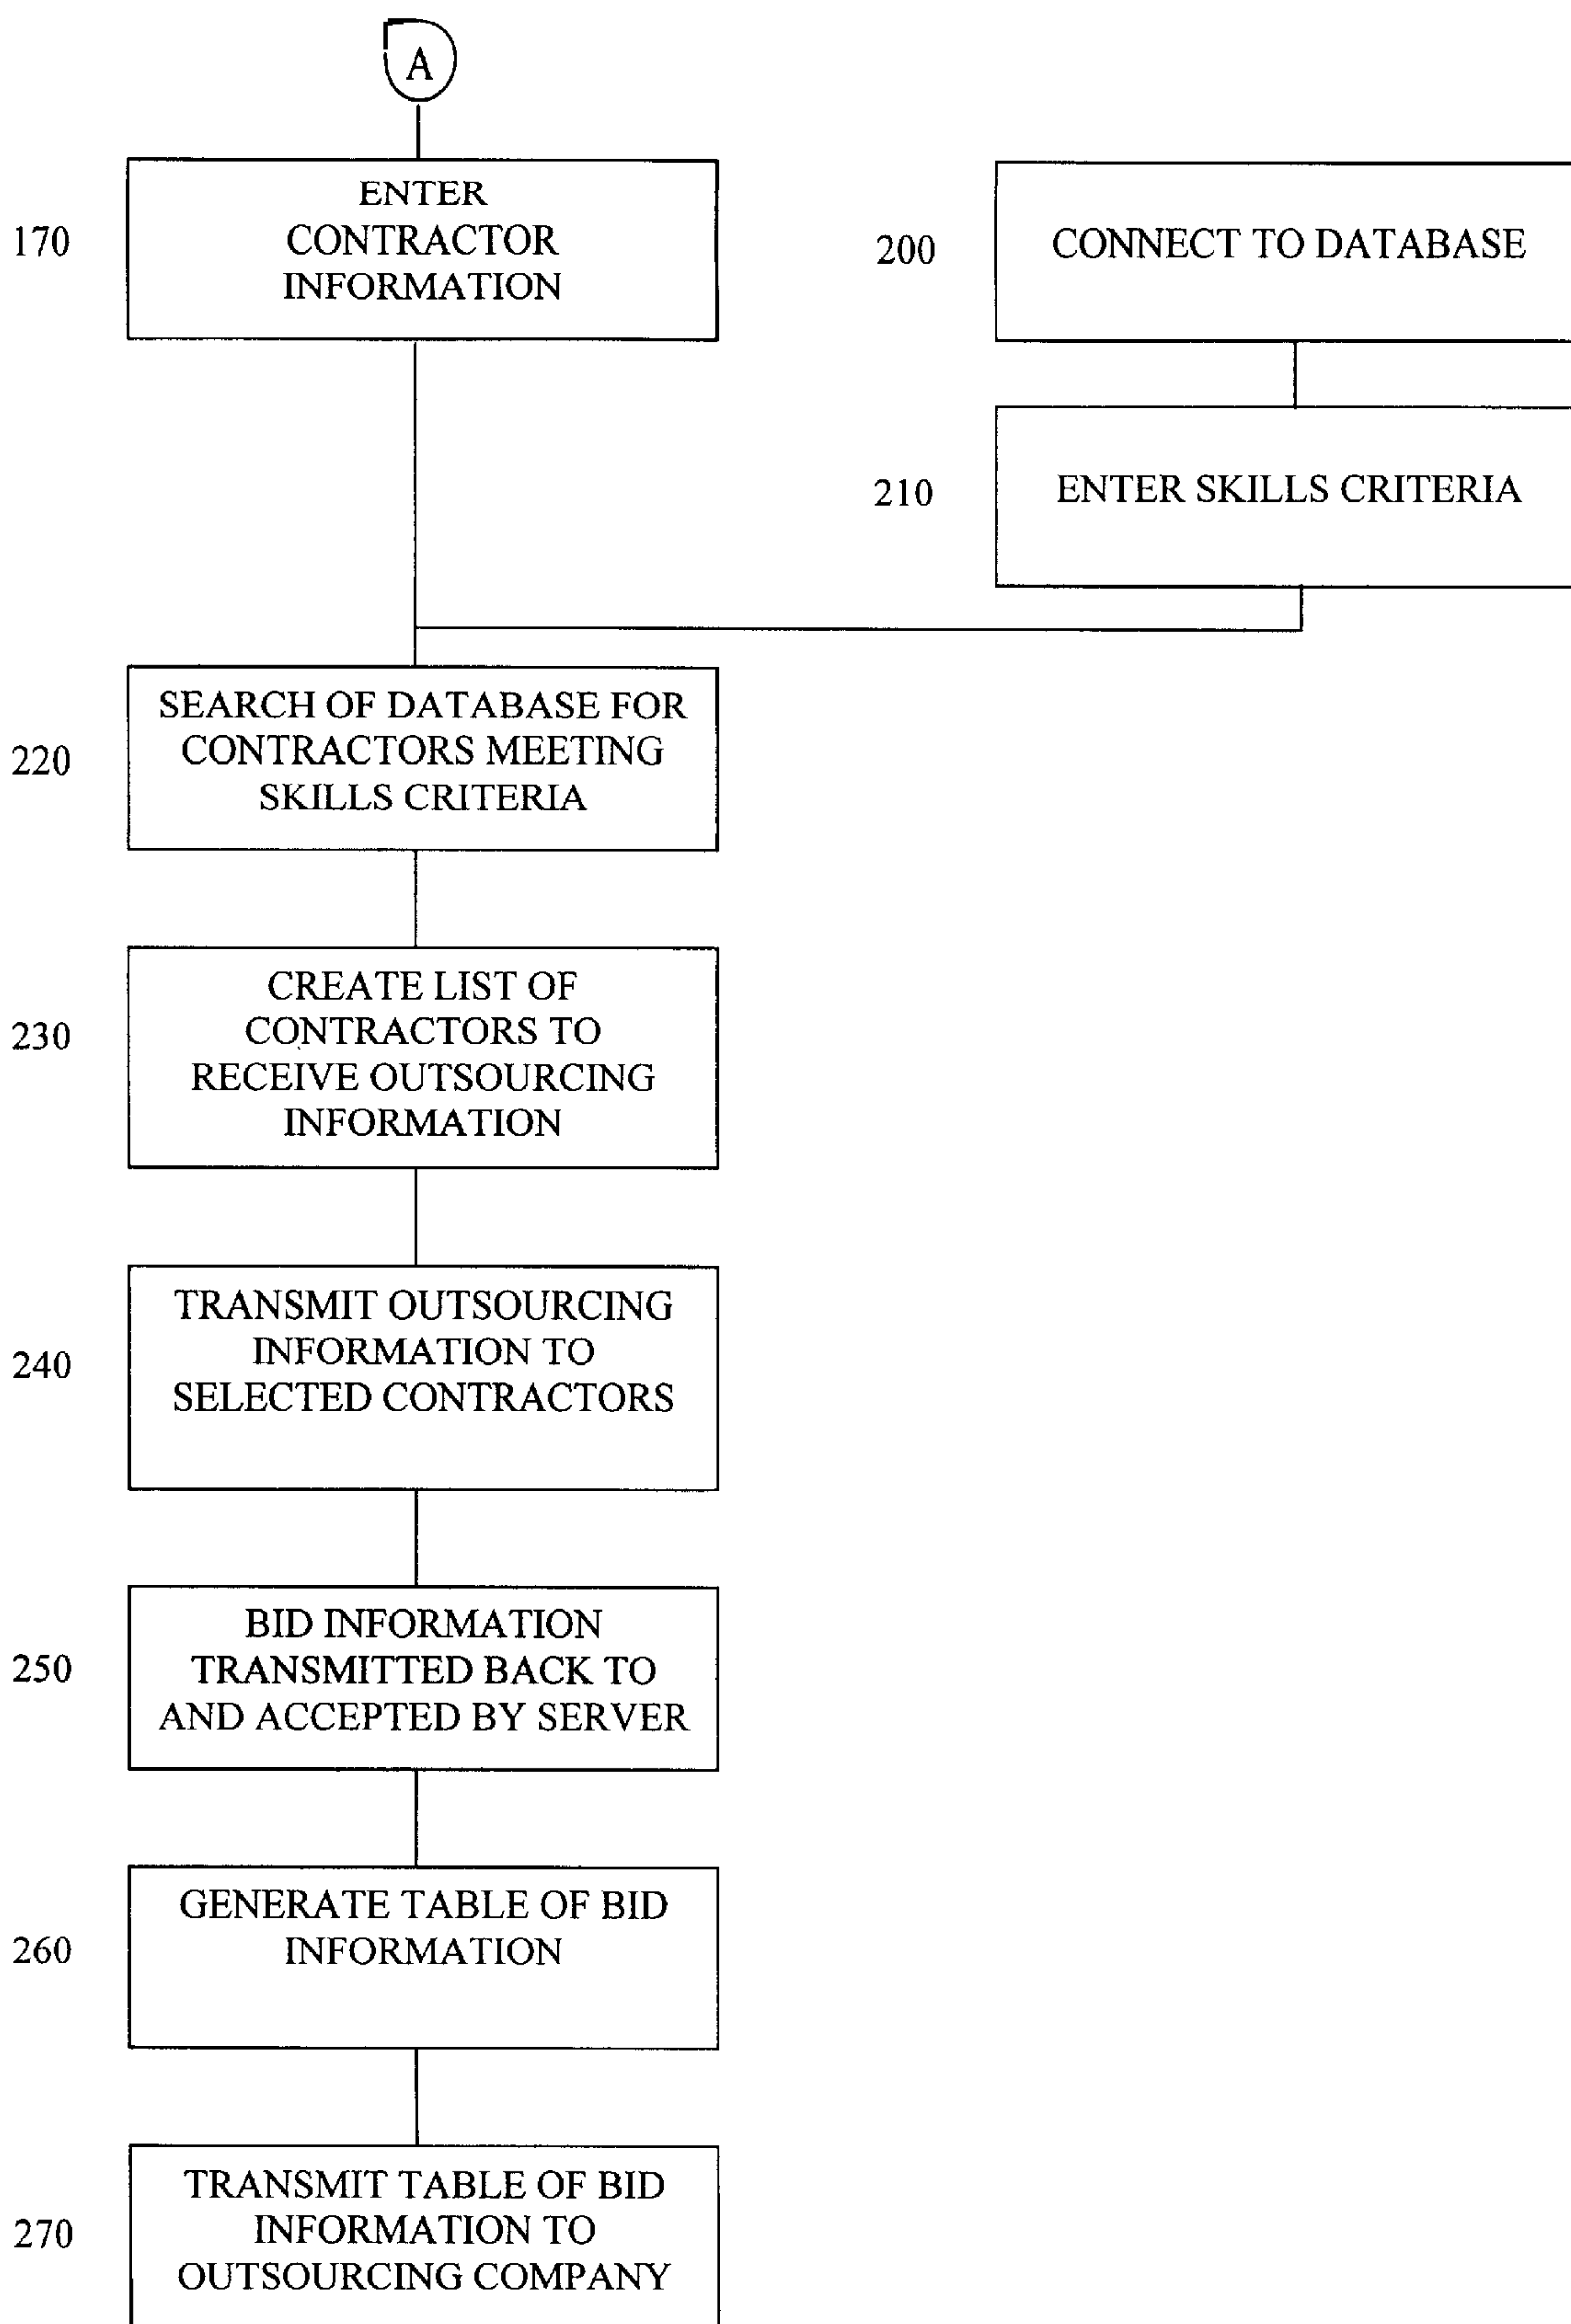 A
170
ENTER
CONTRACTOR
INFORMATION
200
CONNECT TO DATABASE
210
ENTER SKILLS CRITERIA
220
SEARCH OF DATABASE FOR
CONTRACTORS MEETING
SKILLS CRITERIA
230
CREATE LIST OF
CONTRACTORS TO
RECEIVE OUTSOURCING
INFORMATION
240
TRANSMIT OUTSOURCING
INFORMATION TO
SELECTED CONTRACTORS
250
BID INFORMATION
TRANSMITTED BACK TO
AND ACCEPTED BY SERVER
260
GENERATE TABLE OF BID
INFORMATION
270
TRANSMIT TABLE OF BID
INFORMATION TO
OUTSOURCING COMPANY